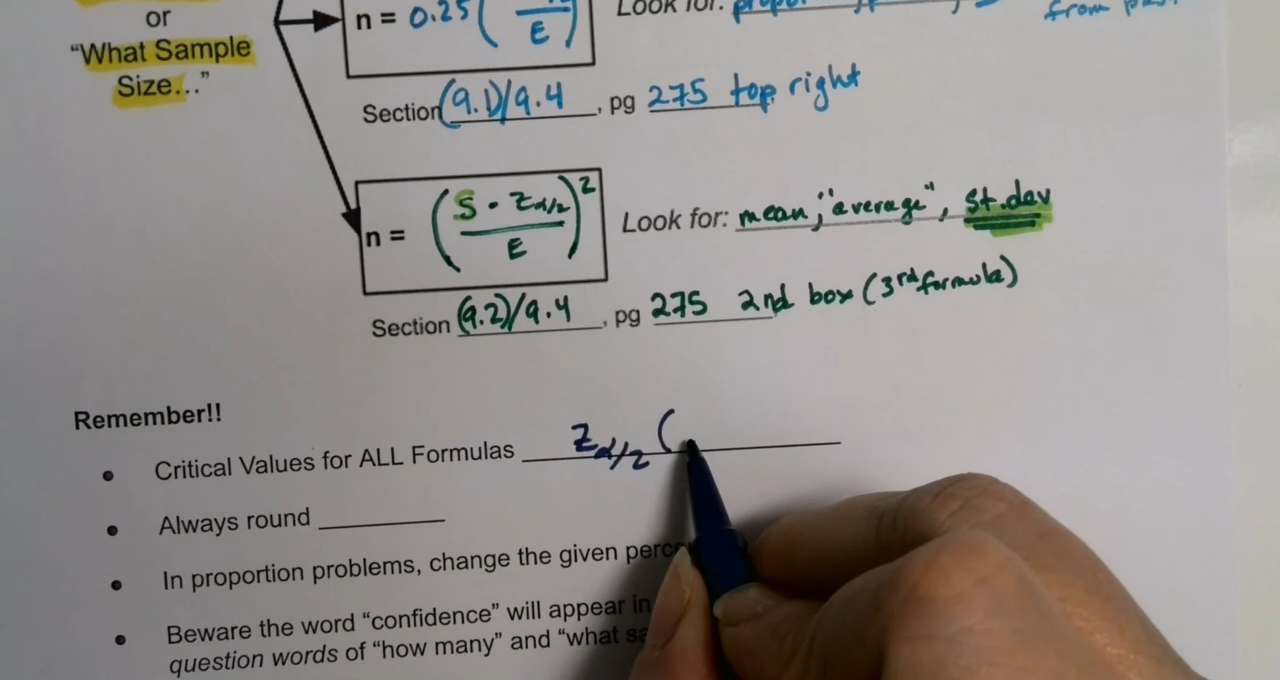 or
"What Sample
Size..."
n = 0.25 ( / E )
Look for:
from
Section (9.1)/9.4, pg 275 top right
n = (S · Zα/2 / E)²
Look for: mean; "average", st.dev
Section (9.2)/9.4, pg 275 2nd box (3rd formula)
Remember!!
• Critical Values for ALL Formulas Zα/2 (
• Always round
• In proportion problems, change the given
• Beware the word "confidence" will appear in
question words of "how many" and "what